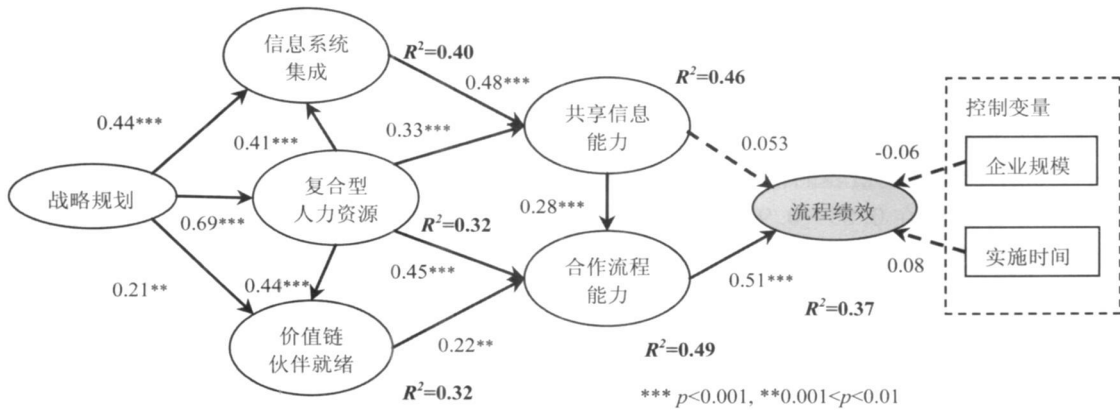 信息系统
集成
R²=0.40
0.48***
R²=0.46
共享信息
能力
控制变量
0.44***
0.41***
0.33***
0.053
-0.06
企业规模
战略规划
复合型
人力资源
0.69***
R²=0.32
0.28***
流程绩效
0.45***
合作流程
能力
0.51***
0.08
实施时间
0.21**
0.44***
R²=0.37
价值链
伙伴就绪
0.22**
R²=0.49
R²=0.32
*** p<0.001, **0.001<p<0.01